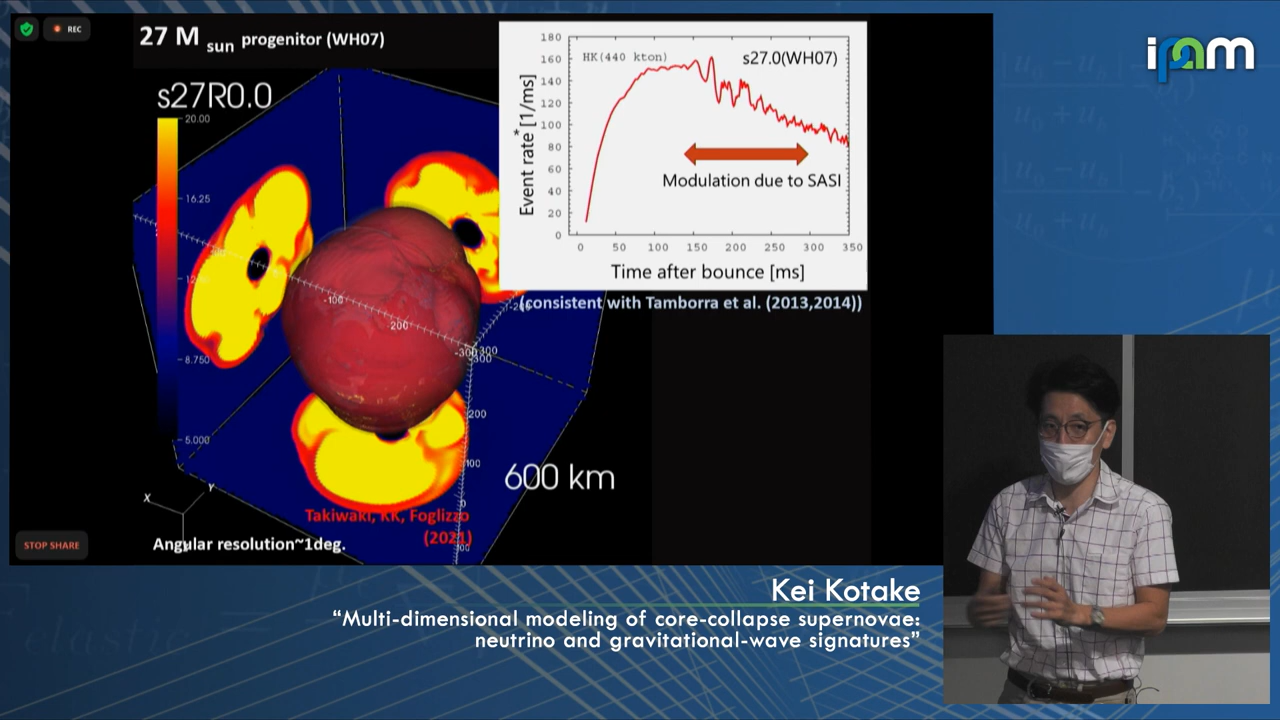 REC
27 M sun progenitor (WH07)
s27R0.0
20.00
16.25
8.750
5.000
-100
200
-300
300
300
200
100
0
X
Y
600 km
Takiwaki, KK, Foglizzo
(2021)
Angular resolution~1deg.
STOP SHARE
HK(440 kton)
s27.0(WH07)
Event rate* [1/ms]
180
160
140
120
100
80
60
40
20
0
Modulation due to SASI
0 50 100 150 200 250 300 350
Time after bounce [ms]
(consistent with Tamborra et al. (2013,2014))
ipam
Kei Kotake
“Multi-dimensional modeling of core-collapse supernovae:
neutrino and gravitational-wave signatures”